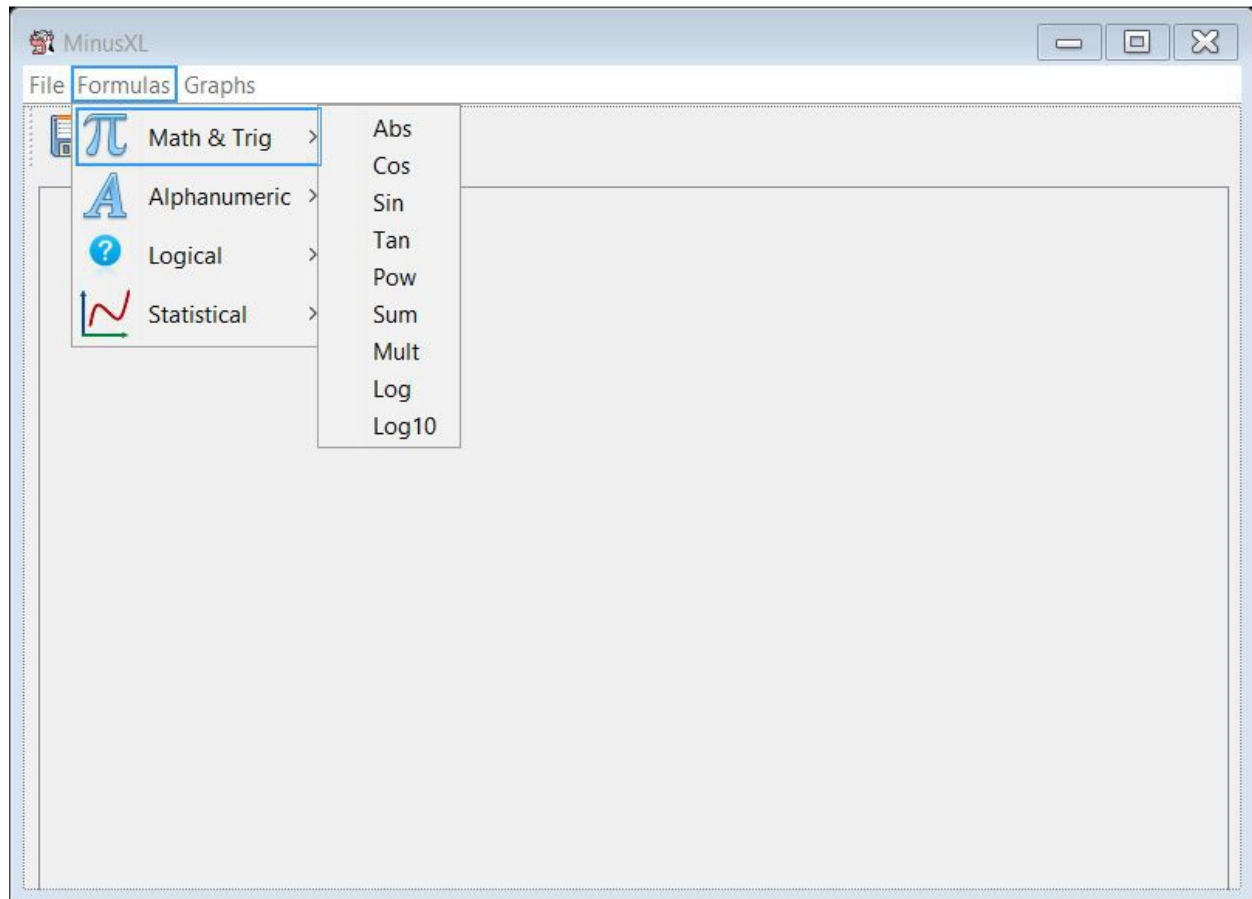 MinusXL
File Formulas Graphs
Math & Trig
Alphanumeric
Logical
Statistical
Abs
Cos
Sin
Tan
Pow
Sum
Mult
Log
Log10